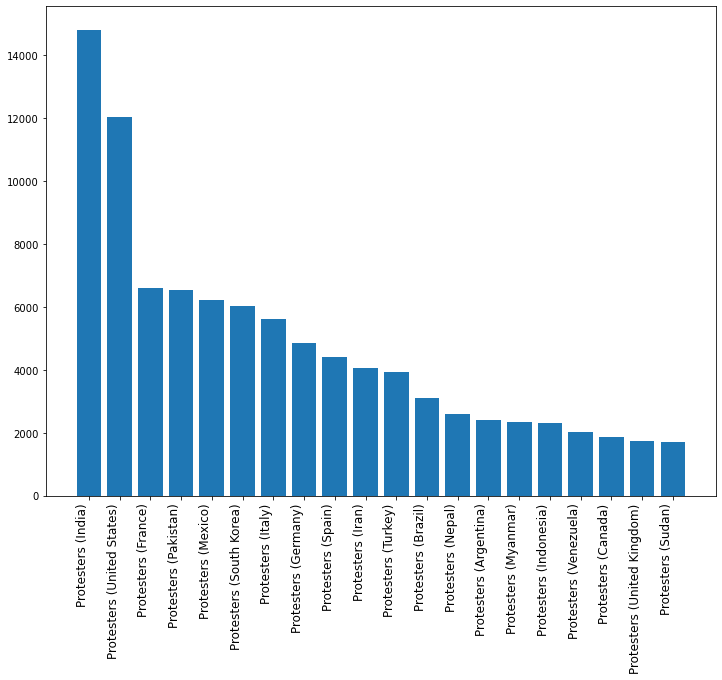 14000
12000
10000
8000
6000
4000
2000
0
Protesters (India)
Protesters (United States)
Protesters (France)
Protesters (Pakistan)
Protesters (Mexico)
Protesters (South Korea)
Protesters (Italy)
Protesters (Germany)
Protesters (Spain)
Protesters (Iran)
Protesters (Turkey)
Protesters (Brazil)
Protesters (Nepal)
Protesters (Argentina)
Protesters (Myanmar)
Protesters (Indonesia)
Protesters (Venezuela)
Protesters (Canada)
Protesters (United Kingdom)
Protesters (Sudan)